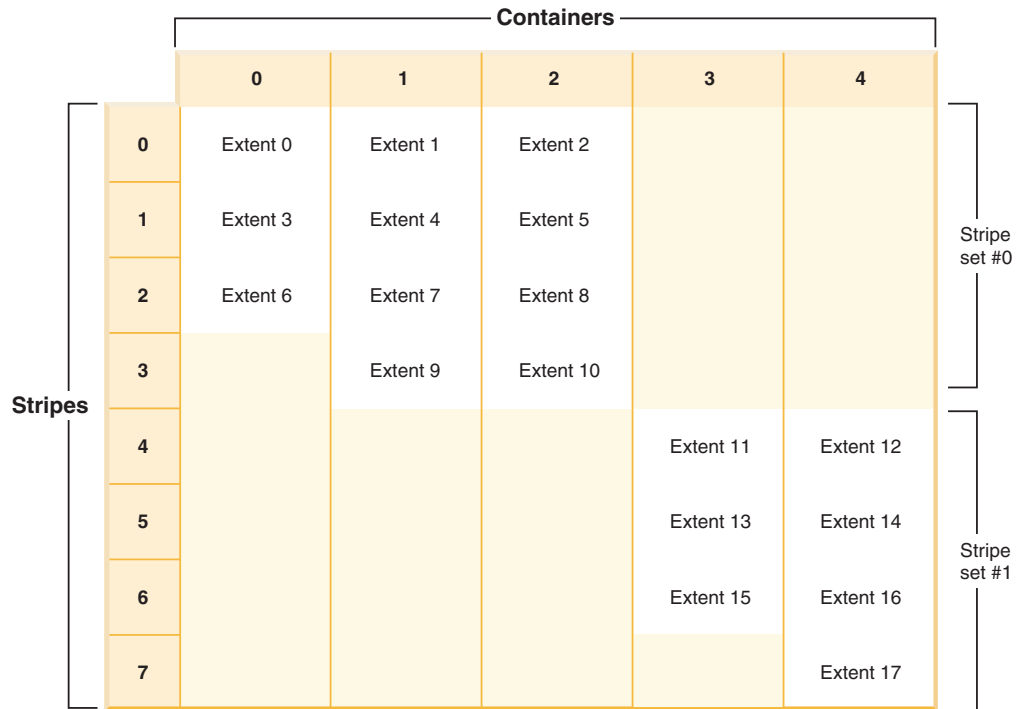 Containers
0 1 2 3 4
0 Extent 0 Extent 1 Extent 2
1 Extent 3 Extent 4 Extent 5
Stripe
set #0
2 Extent 6 Extent 7 Extent 8
3 Extent 9 Extent 10
Stripes
4 Extent 11 Extent 12
5 Extent 13 Extent 14
Stripe
set #1
6 Extent 15 Extent 16
7 Extent 17